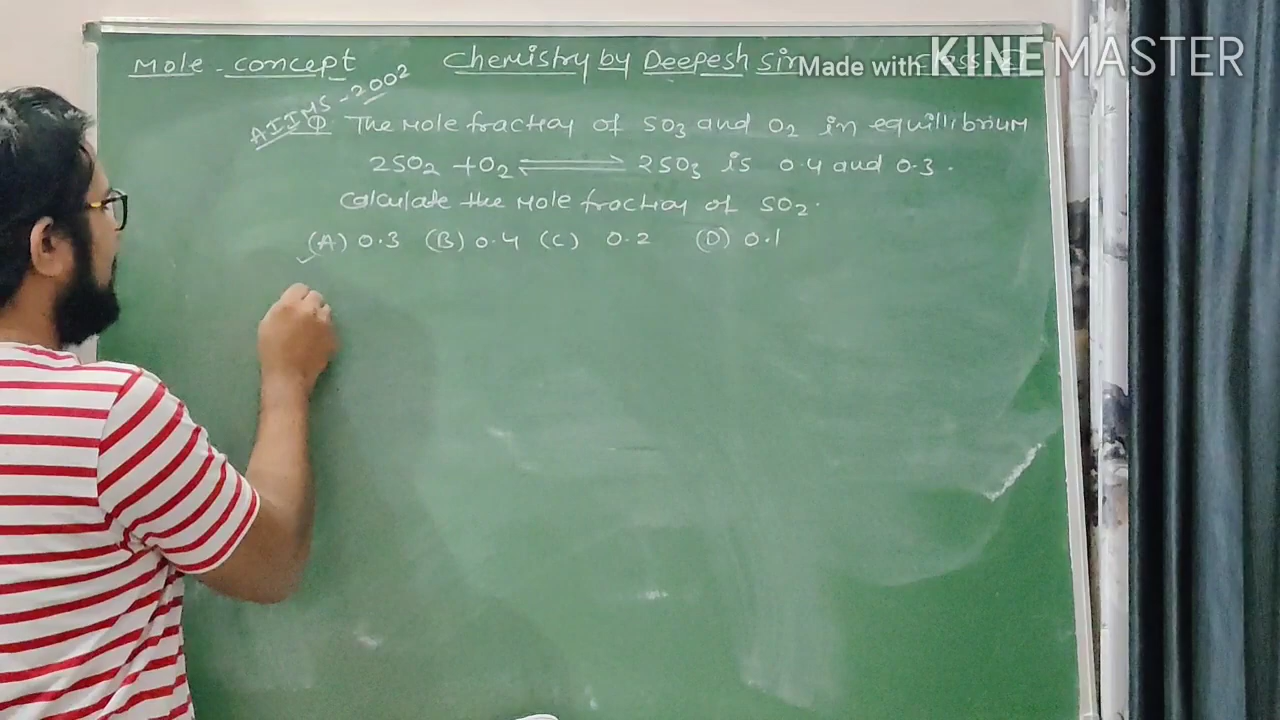 Mole - concept Chemistry by Deepesh Sir
Made with KINEMASTER
AIIMS - 2002
Q The Mole fraction of SO3 and O2 in equillibrium
2SO2 + O2 ⇌ 2SO3 is 0.4 and 0.3.
Calculate the Mole fraction of SO2.
(A) 0.3 (B) 0.4 (C) 0.2 (D) 0.1